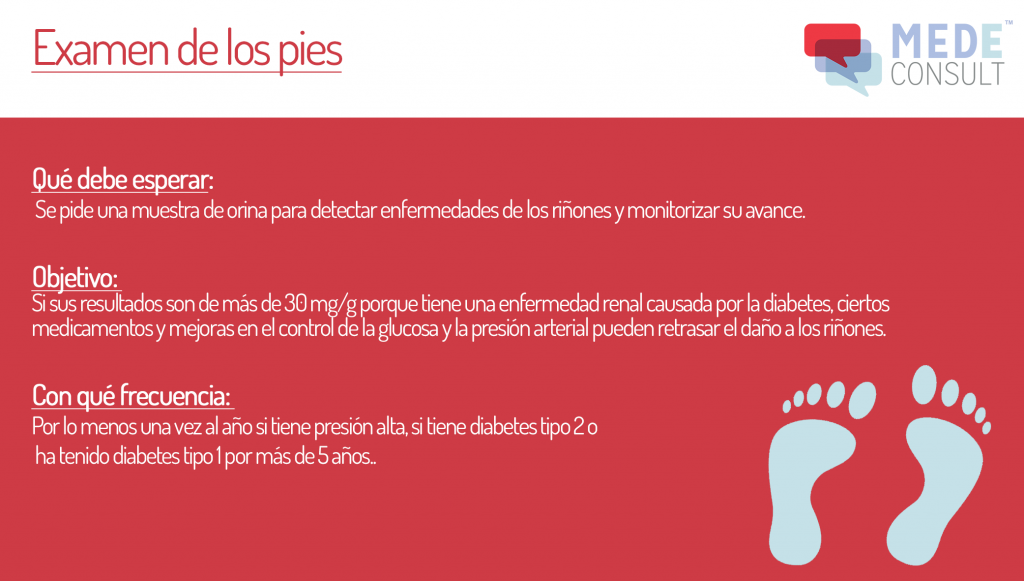 Examen de los pies
MEDE™
CONSULT
Qué debe esperar:
Se pide una muestra de orina para detectar enfermedades de los riñones y monitorizar su avance.
Objetivo:
Si sus resultados son de más de 30 mg/g porque tiene una enfermedad renal causada por la diabetes, ciertos
medicamentos y mejoras en el control de la glucosa y la presión arterial pueden retrasar el daño a los riñones.
Con qué frecuencia:
Por lo menos una vez al año si tiene presión alta, si tiene diabetes tipo 2 o
ha tenido diabetes tipo 1 por más de 5 años..